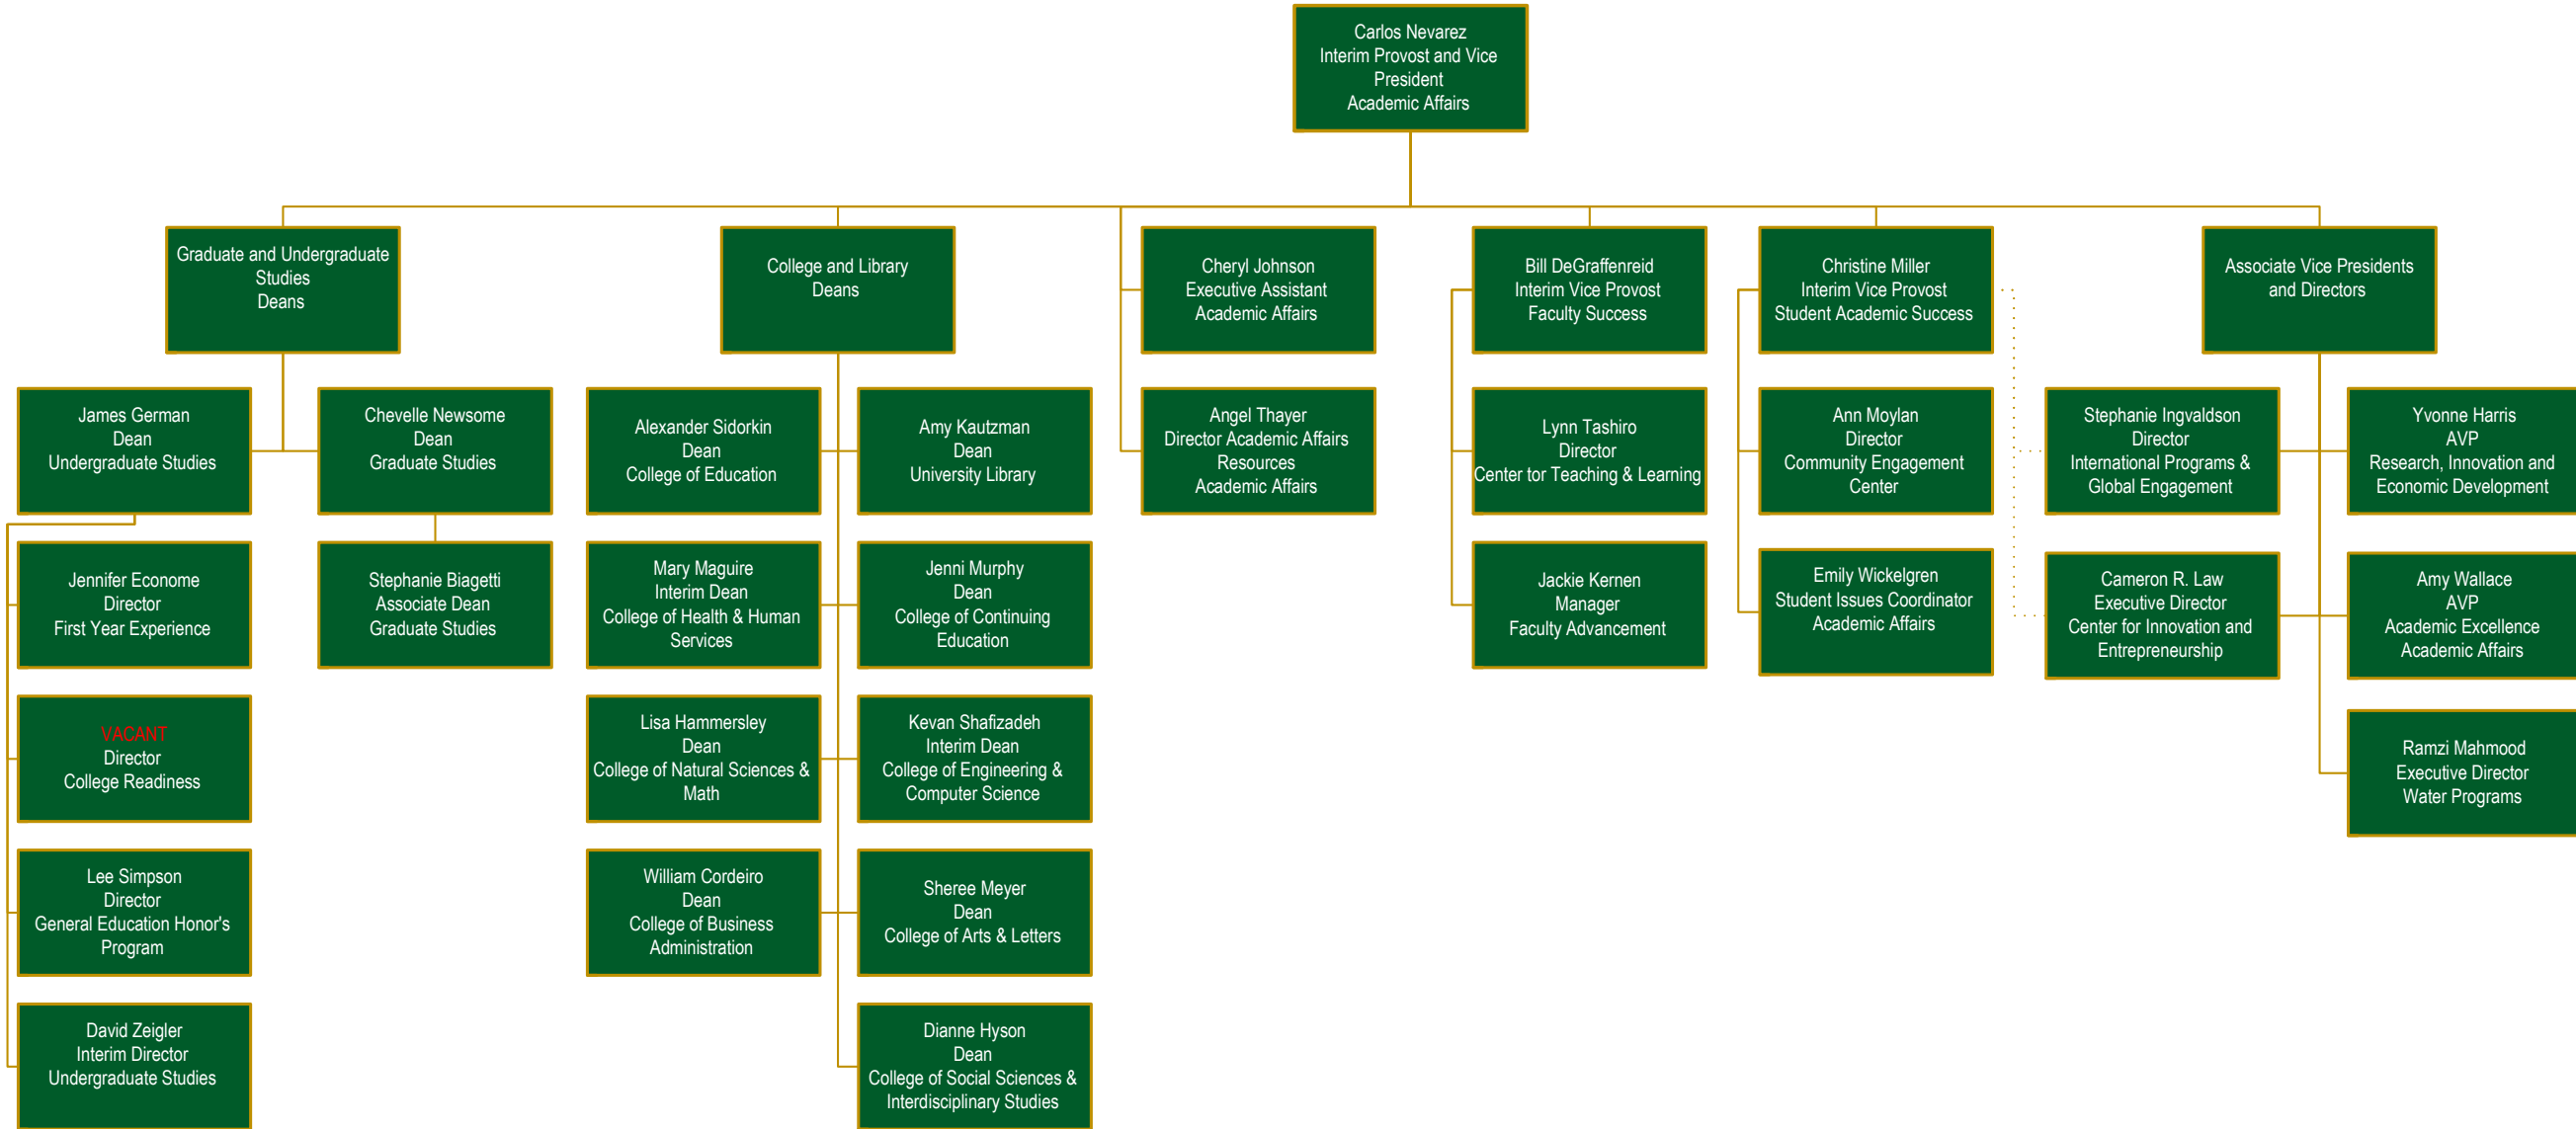 Carlos Nevarez
Interim Provost and Vice
President
Academic Affairs
Graduate and Undergraduate
Studies
Deans
College and Library
Deans
Cheryl Johnson
Executive Assistant
Academic Affairs
Bill DeGraffenreid
Interim Vice Provost
Faculty Success
Christine Miller
Interim Vice Provost
Student Academic Success
Associate Vice Presidents
and Directors
James German
Dean
Undergraduate Studies
Chevelle Newsome
Dean
Graduate Studies
Alexander Sidorkin
Dean
College of Education
Amy Kautzman
Dean
University Library
Angel Thayer
Director Academic Affairs
Resources
Academic Affairs
Lynn Tashiro
Director
Center tor Teaching & Learning
Ann Moylan
Director
Community Engagement
Center
Stephanie Ingvaldson
Director
International Programs &
Global Engagement
Yvonne Harris
AVP
Research, Innovation and
Economic Development
Jennifer Econome
Director
First Year Experience
Stephanie Biagetti
Associate Dean
Graduate Studies
Mary Maguire
Interim Dean
College of Health & Human
Services
Jenni Murphy
Dean
College of Continuing
Education
Jackie Kernen
Manager
Faculty Advancement
Emily Wickelgren
Student Issues Coordinator
Academic Affairs
Cameron R. Law
Executive Director
Center for Innovation and
Entrepreneurship
Amy Wallace
AVP
Academic Excellence
Academic Affairs
VACANT
Director
College Readiness
Lisa Hammersley
Dean
College of Natural Sciences &
Math
Kevan Shafizadeh
Interim Dean
College of Engineering &
Computer Science
Ramzi Mahmood
Executive Director
Water Programs
Lee Simpson
Director
General Education Honor's
Program
William Cordeiro
Dean
College of Business
Administration
Sheree Meyer
Dean
College of Arts & Letters
David Zeigler
Interim Director
Undergraduate Studies
Dianne Hyson
Dean
College of Social Sciences &
Interdisciplinary Studies